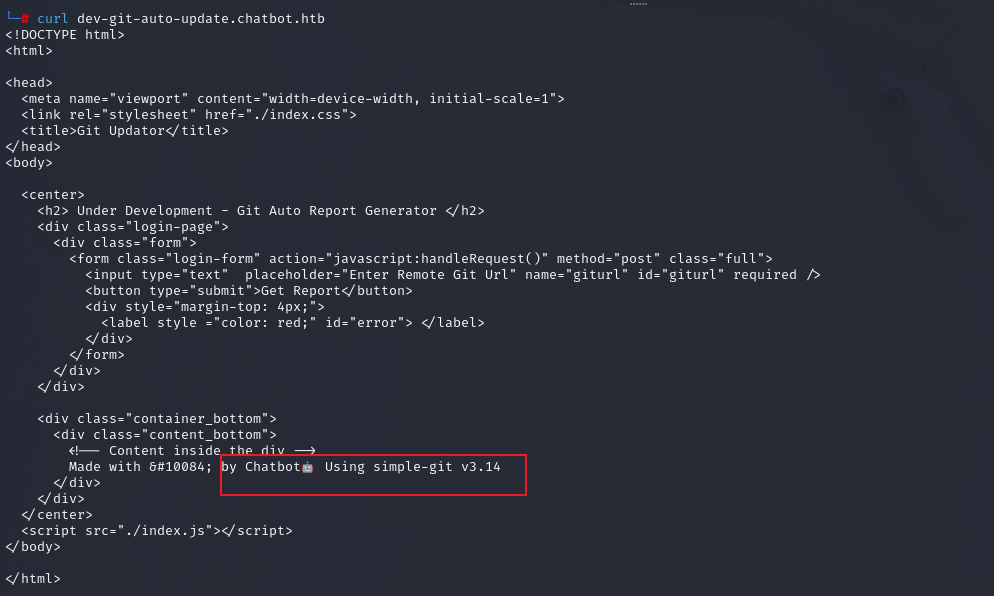 └─# curl dev-git-auto-update.chatbot.htb
<!DOCTYPE html>
<html>
<head>
<meta name="viewport" content="width=device-width, initial-scale=1">
<link rel="stylesheet" href="./index.css">
<title>Git Updator</title>
</head>
<body>
<center>
<h2> Under Development - Git Auto Report Generator </h2>
<div class="login-page">
<div class="form">
<form class="login-form" action="javascript:handleRequest()" method="post" class="full">
<input type="text"  placeholder="Enter Remote Git Url" name="giturl" id="giturl" required />
<button type="submit">Get Report</button>
<div style="margin-top: 4px;">
<label style ="color: red;" id="error"> </label>
</div>
</form>
</div>
</div>
<div class="container_bottom">
<div class="content_bottom">
<!-- Content inside the div -->
Made with &#10084; by Chatbot🤖 Using simple-git v3.14
</div>
</div>
</center>
<script src="./index.js"></script>
</body>
</html>